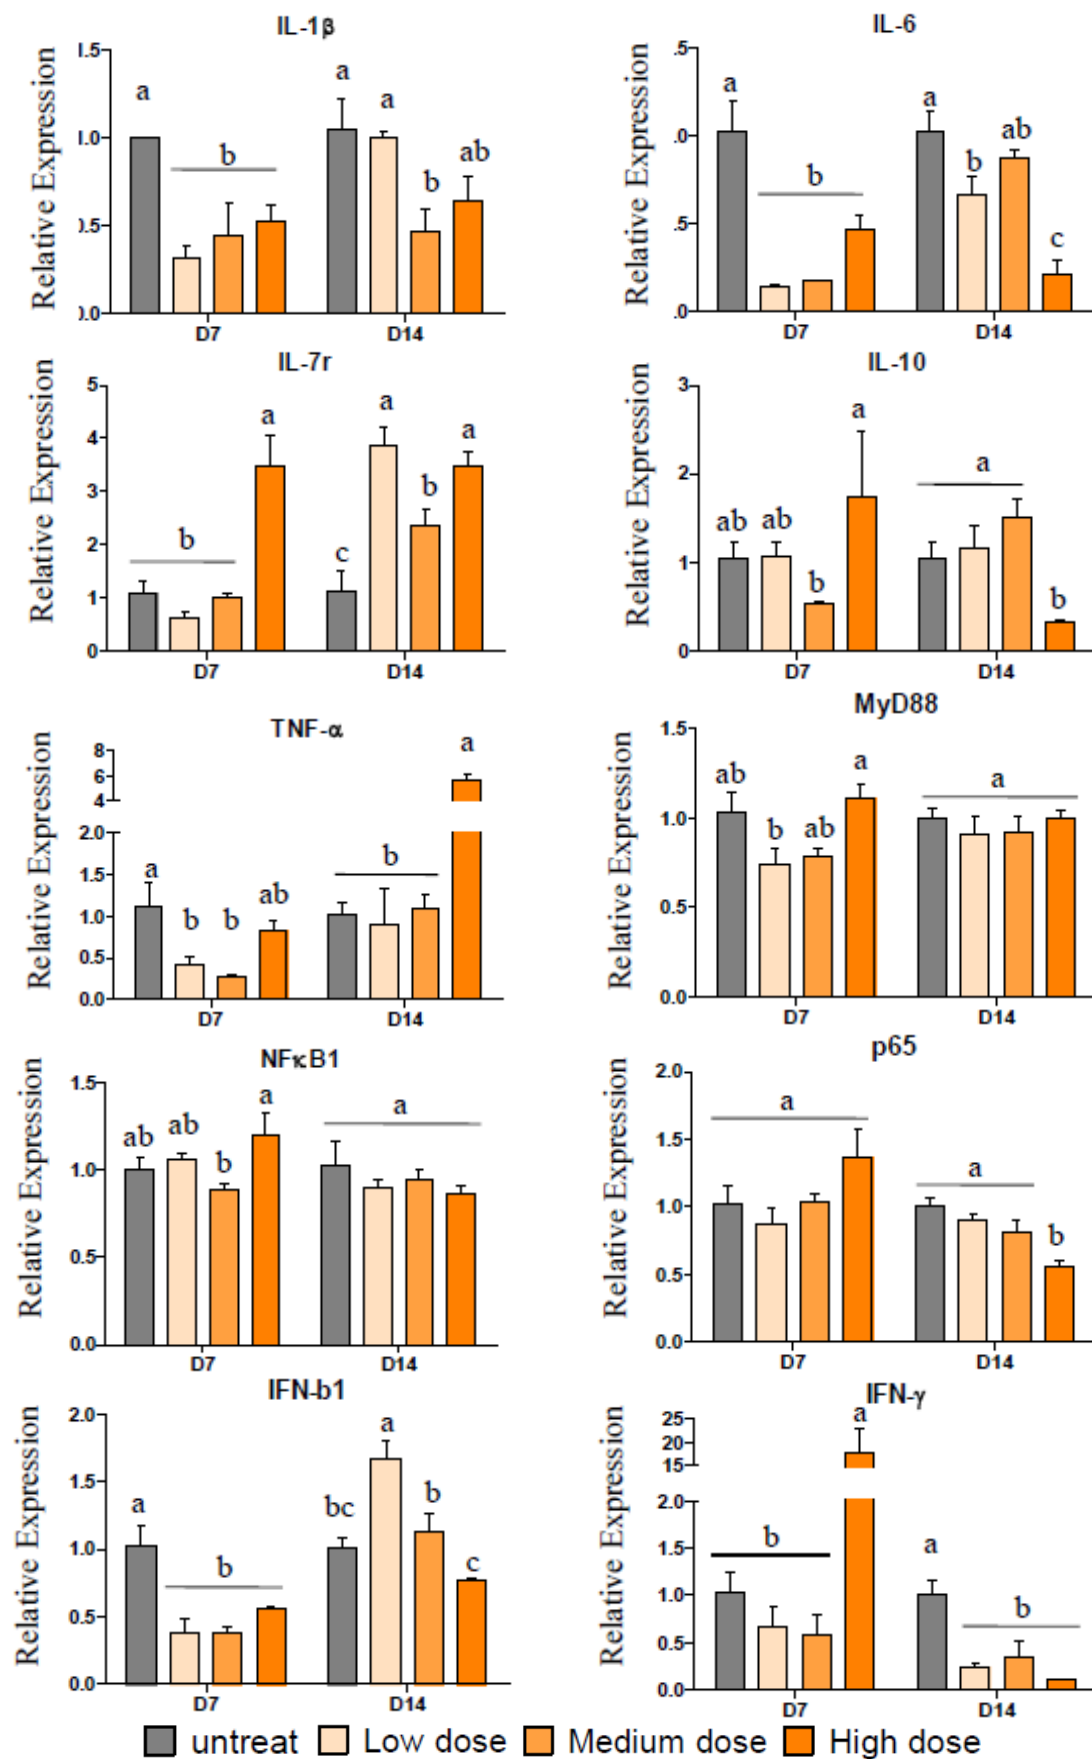 IL-1β
IL-6
Relative Expression
Relative Expression
1.5
1.0
0.5
0.0
a
b
a
a
b
ab
D7
D14
.5
.0
.5
.0
a
b
a
b
ab
c
D7
D14
IL-7r
IL-10
Relative Expression
Relative Expression
5
4
3
2
1
0
b
a
c
a
b
a
D7
D14
3
2
1
0
ab
ab
b
a
a
b
D7
D14
TNF-α
MyD88
Relative Expression
Relative Expression
8
6
4
2.0
1.5
1.0
0.5
0.0
a
b
b
ab
b
a
D7
D14
1.5
1.0
0.5
0.0
ab
b
ab
a
a
D7
D14
NFκB1
p65
Relative Expression
Relative Expression
1.5
1.0
0.5
0.0
ab
ab
b
a
a
D7
D14
2.0
1.5
1.0
0.5
0.0
a
a
b
D7
D14
IFN-b1
IFN-γ
Relative Expression
Relative Expression
2.0
1.5
1.0
0.5
0.0
a
b
bc
a
b
c
D7
D14
25
20
15
2.0
1.5
1.0
0.5
0.0
b
a
a
b
D7
D14
untreat Low dose Medium dose High dose